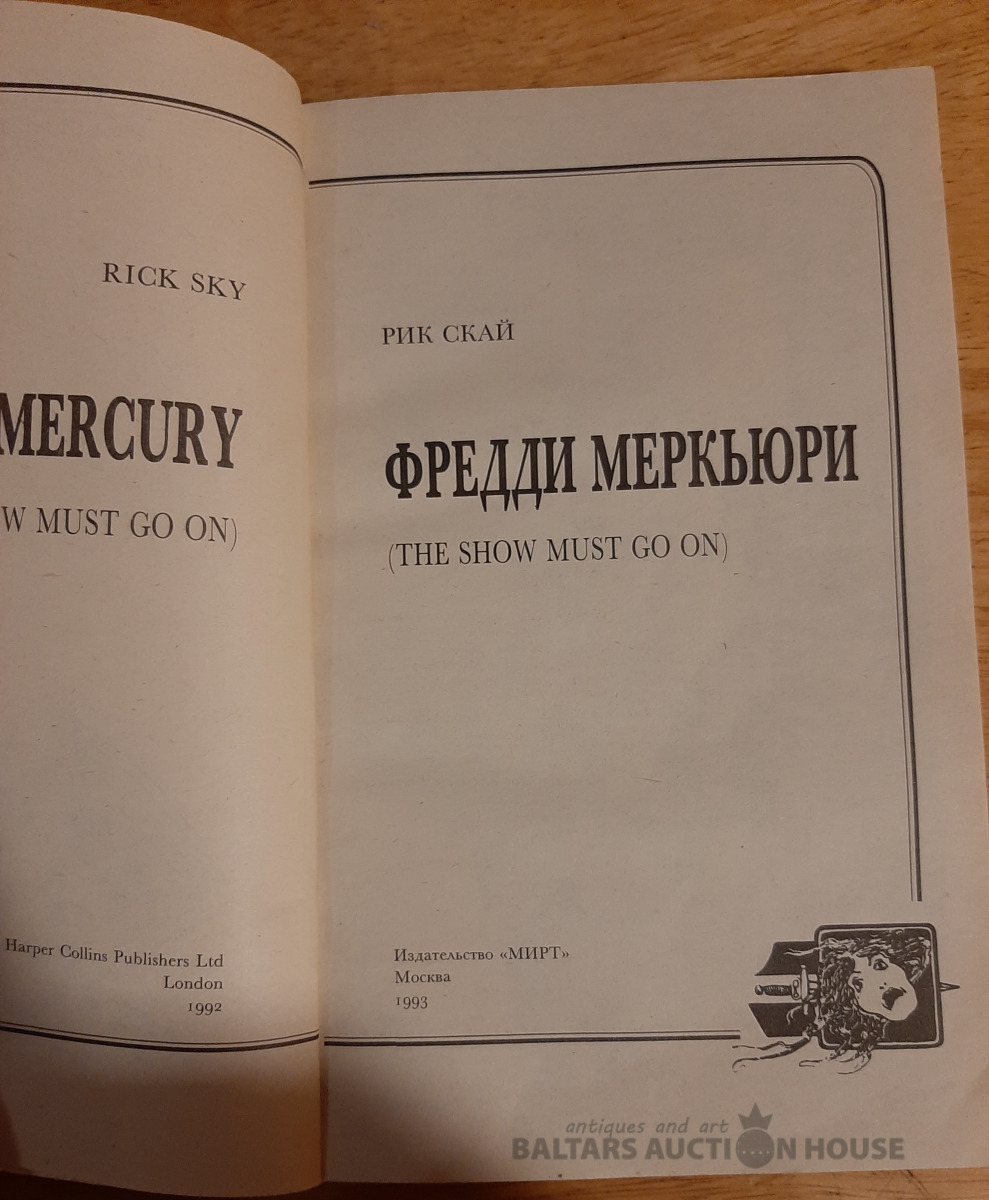 RICK SKY
MERCURY
W MUST GO ON)
Harper Collins Publishers Ltd
London
1992
РИК СКАЙ
ФРЕДДИ МЕРКЬЮРИ
(THE SHOW MUST GO ON)
Издательство «МИРТ»
Москва
1993
antiques and art
BALTARS AUCTION HOUSE